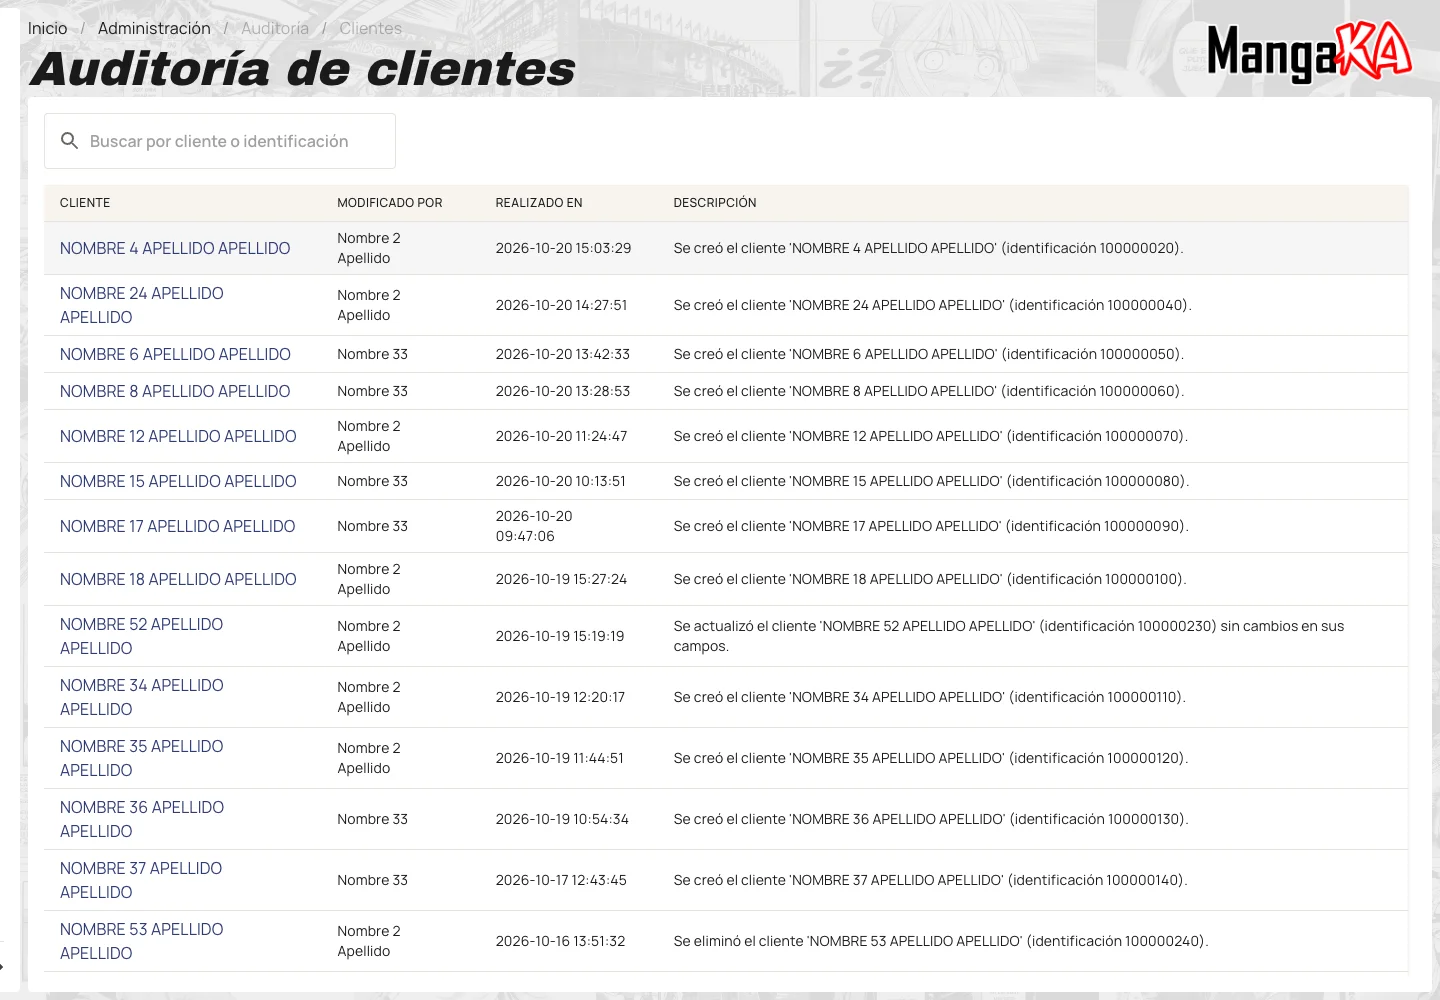 Inicio / Administración / Auditoría / Clientes
Auditoría de clientes
MangaKA
Buscar por cliente o identificación
CLIENTE MODIFICADO POR REALIZADO EN DESCRIPCIÓN
NOMBRE 4 APELLIDO APELLIDO
Nombre 2
Apellido
2026-10-20 15:03:29
Se creó el cliente 'NOMBRE 4 APELLIDO APELLIDO' (identificación 100000020).
NOMBRE 24 APELLIDO
APELLIDO
Nombre 2
Apellido
2026-10-20 14:27:51
Se creó el cliente 'NOMBRE 24 APELLIDO APELLIDO' (identificación 100000040).
NOMBRE 6 APELLIDO APELLIDO
Nombre 33
2026-10-20 13:42:33
Se creó el cliente 'NOMBRE 6 APELLIDO APELLIDO' (identificación 100000050).
NOMBRE 8 APELLIDO APELLIDO
Nombre 33
2026-10-20 13:28:53
Se creó el cliente 'NOMBRE 8 APELLIDO APELLIDO' (identificación 100000060).
NOMBRE 12 APELLIDO APELLIDO
Nombre 2
Apellido
2026-10-20 11:24:47
Se creó el cliente 'NOMBRE 12 APELLIDO APELLIDO' (identificación 100000070).
NOMBRE 15 APELLIDO APELLIDO
Nombre 33
2026-10-20 10:13:51
Se creó el cliente 'NOMBRE 15 APELLIDO APELLIDO' (identificación 100000080).
NOMBRE 17 APELLIDO APELLIDO
Nombre 33
2026-10-20
09:47:06
Se creó el cliente 'NOMBRE 17 APELLIDO APELLIDO' (identificación 100000090).
NOMBRE 18 APELLIDO APELLIDO
Nombre 2
Apellido
2026-10-19 15:27:24
Se creó el cliente 'NOMBRE 18 APELLIDO APELLIDO' (identificación 100000100).
NOMBRE 52 APELLIDO
APELLIDO
Nombre 2
Apellido
2026-10-19 15:19:19
Se actualizó el cliente 'NOMBRE 52 APELLIDO APELLIDO' (identificación 100000230) sin cambios en sus
campos.
NOMBRE 34 APELLIDO
APELLIDO
Nombre 2
Apellido
2026-10-19 12:20:17
Se creó el cliente 'NOMBRE 34 APELLIDO APELLIDO' (identificación 100000110).
NOMBRE 35 APELLIDO
APELLIDO
Nombre 2
Apellido
2026-10-19 11:44:51
Se creó el cliente 'NOMBRE 35 APELLIDO APELLIDO' (identificación 100000120).
NOMBRE 36 APELLIDO
APELLIDO
Nombre 33
2026-10-19 10:54:34
Se creó el cliente 'NOMBRE 36 APELLIDO APELLIDO' (identificación 100000130).
NOMBRE 37 APELLIDO
APELLIDO
Nombre 33
2026-10-17 12:43:45
Se creó el cliente 'NOMBRE 37 APELLIDO APELLIDO' (identificación 100000140).
NOMBRE 53 APELLIDO
APELLIDO
Nombre 2
Apellido
2026-10-16 13:51:32
Se eliminó el cliente 'NOMBRE 53 APELLIDO APELLIDO' (identificación 100000240).